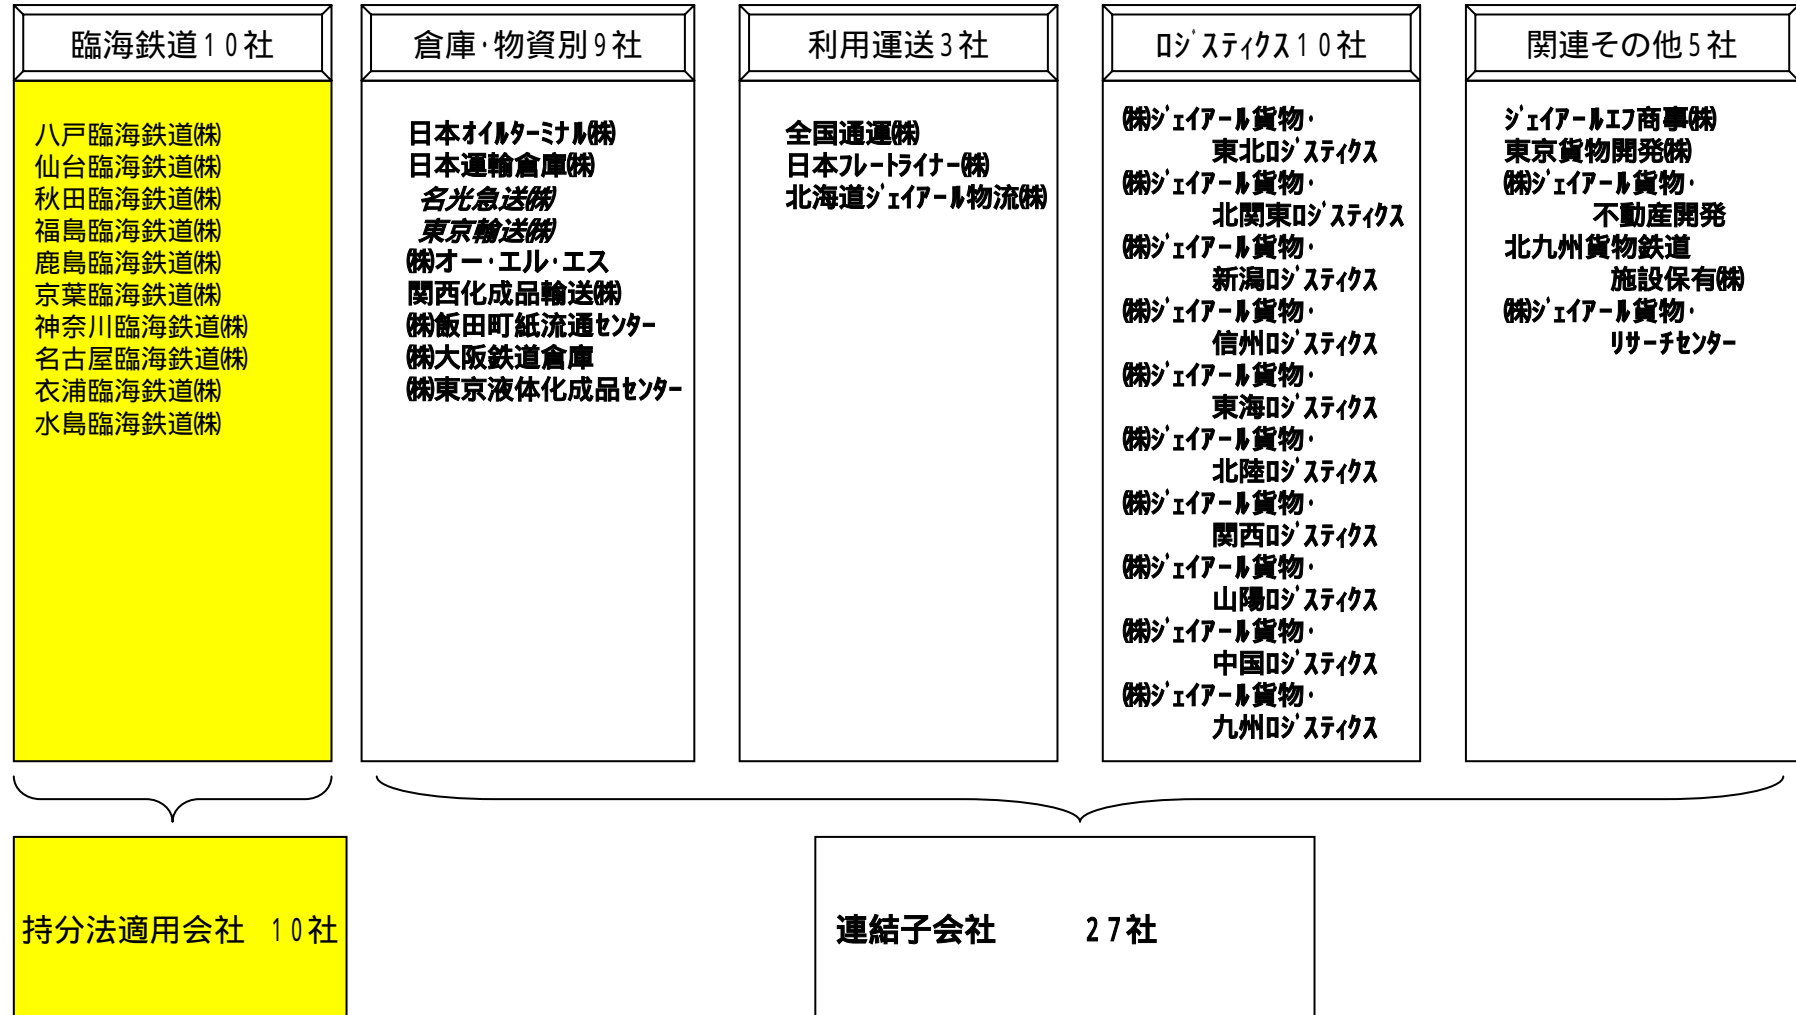 臨海鉄道10社
八戸臨海鉄道㈱
仙台臨海鉄道㈱
秋田臨海鉄道㈱
福島臨海鉄道㈱
鹿島臨海鉄道㈱
京葉臨海鉄道㈱
神奈川臨海鉄道㈱
名古屋臨海鉄道㈱
衣浦臨海鉄道㈱
水島臨海鉄道㈱
倉庫･物資別9社
日本ｵｲﾙﾀｰﾐﾅﾙ㈱
日本運輸倉庫㈱
名光急送㈱
東京輸送㈱
㈱オー･エル･エス
関西化成品輸送㈱
㈱飯田町紙流通ｾﾝﾀｰ
㈱大阪鉄道倉庫
㈱東京液体化成品ｾﾝﾀｰ
利用運送3社
全国通運㈱
日本ﾌﾚｰﾄﾗｲﾅｰ㈱
北海道ｼﾞｪｲｱｰﾙ物流㈱
ﾛｼﾞｽﾃｨｸｽ10社
㈱ｼﾞｪｲｱｰﾙ貨物･
東北ﾛｼﾞｽﾃｨｸｽ
㈱ｼﾞｪｲｱｰﾙ貨物･
北関東ﾛｼﾞｽﾃｨｸｽ
㈱ｼﾞｪｲｱｰﾙ貨物･
新潟ﾛｼﾞｽﾃｨｸｽ
㈱ｼﾞｪｲｱｰﾙ貨物･
信州ﾛｼﾞｽﾃｨｸｽ
㈱ｼﾞｪｲｱｰﾙ貨物･
東海ﾛｼﾞｽﾃｨｸｽ
㈱ｼﾞｪｲｱｰﾙ貨物･
北陸ﾛｼﾞｽﾃｨｸｽ
㈱ｼﾞｪｲｱｰﾙ貨物･
関西ﾛｼﾞｽﾃｨｸｽ
㈱ｼﾞｪｲｱｰﾙ貨物･
山陽ﾛｼﾞｽﾃｨｸｽ
㈱ｼﾞｪｲｱｰﾙ貨物･
中国ﾛｼﾞｽﾃｨｸｽ
㈱ｼﾞｪｲｱｰﾙ貨物･
九州ﾛｼﾞｽﾃｨｸｽ
関連その他5社
ｼﾞｪｲｱｰﾙｴﾌ商事㈱
東京貨物開発㈱
㈱ｼﾞｪｲｱｰﾙ貨物･
不動産開発
北九州貨物鉄道
施設保有㈱
㈱ｼﾞｪｲｱｰﾙ貨物･
ﾘｻｰﾁｾﾝﾀｰ
持分法適用会社　10社
連結子会社　　　27社